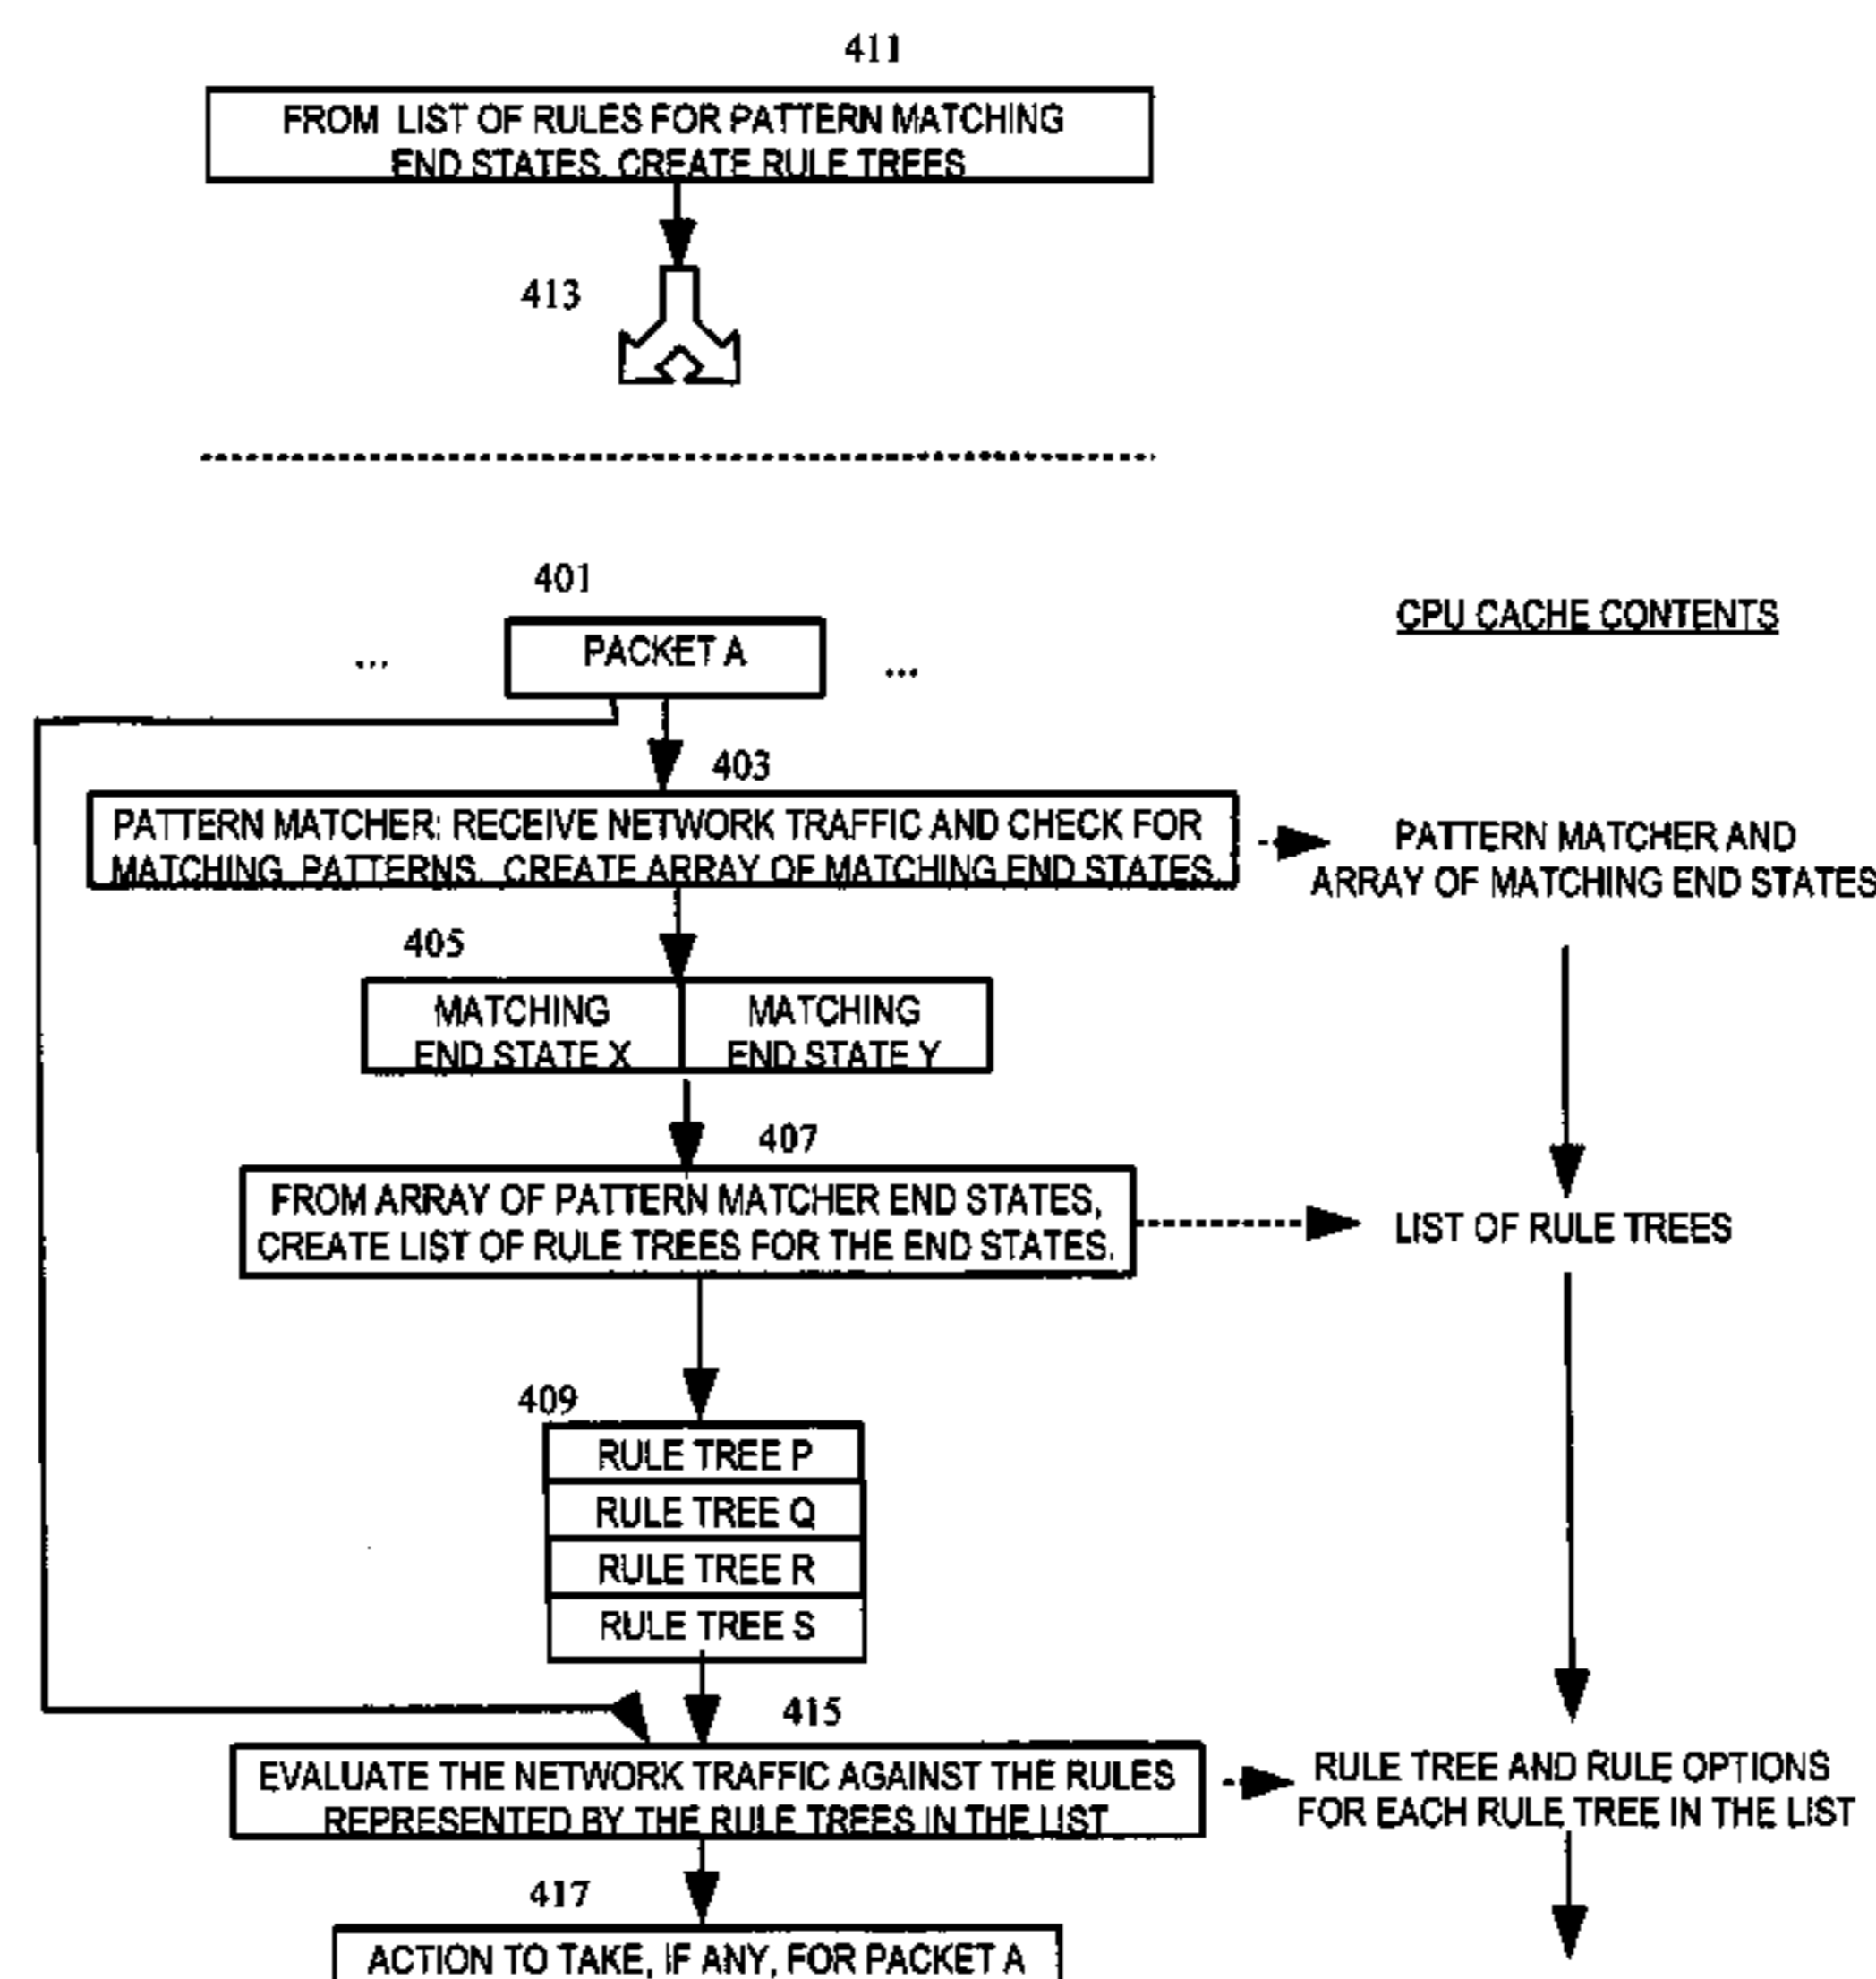 411
FROM LIST OF RULES FOR PATTERN MATCHING
END STATES, CREATE RULE TREES
413
401
CPU CACHE CONTENTS
... PACKET A ...
403
PATTERN MATCHER: RECEIVE NETWORK TRAFFIC AND CHECK FOR
MATCHING PATTERNS. CREATE ARRAY OF MATCHING END STATES.
PATTERN MATCHER AND
ARRAY OF MATCHING END STATES
405
MATCHING
END STATE X
MATCHING
END STATE Y
407
FROM ARRAY OF PATTERN MATCHER END STATES,
CREATE LIST OF RULE TREES FOR THE END STATES.
LIST OF RULE TREES
409
RULE TREE P
RULE TREE Q
RULE TREE R
RULE TREE S
415
EVALUATE THE NETWORK TRAFFIC AGAINST THE RULES
REPRESENTED BY THE RULE TREES IN THE LIST
RULE TREE AND RULE OPTIONS
FOR EACH RULE TREE IN THE LIST
417
ACTION TO TAKE, IF ANY, FOR PACKET A